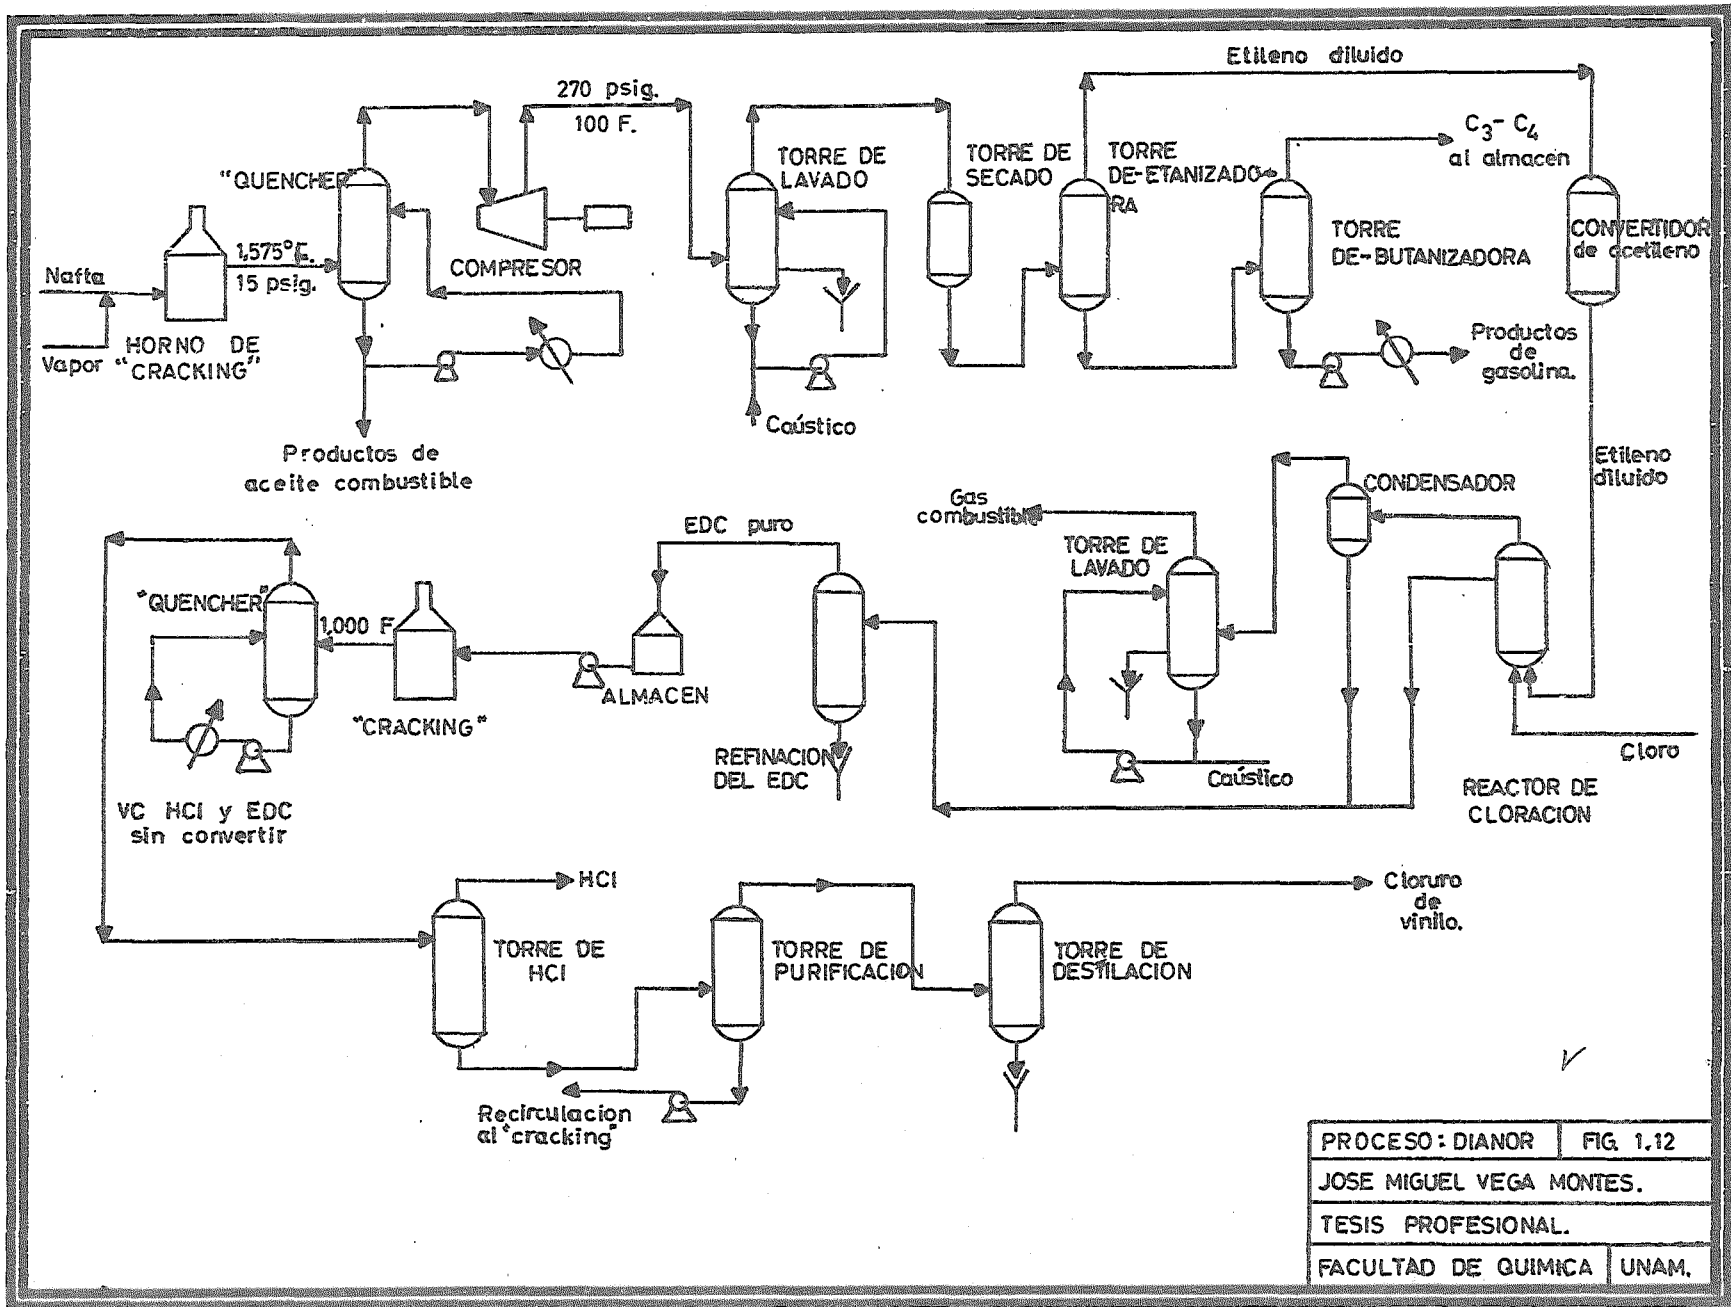 Etileno diluido
270 psig.
100 F.
C3- C4
al almacen
"QUENCHER"
TORRE DE
LAVADO
TORRE DE
SECADO
TORRE
DE-ETANIZADO-
RA
TORRE
DE-BUTANIZADORA
CONVERTIDOR
de acetileno
1,575°F.
15 psig.
COMPRESOR
Nafta
Vapor
HORNO DE
"CRACKING"
Productos
de
gasolina.
Caústico
Productos de
aceite combustible
Etileno
diluido
CONDENSADOR
Gas
combustible
EDC puro
TORRE DE
LAVADO
"QUENCHER"
1,000 F
ALMACEN
"CRACKING"
REFINACION
DEL EDC
Caústico
Cloro
REACTOR DE
CLORACION
VC HCl y EDC
sin convertir
HCl
Cloruro
de
vinilo.
TORRE DE
HCl
TORRE DE
PURIFICACION
TORRE DE
DESTILACION
Recirculacion
al "cracking"
PROCESO: DIANOR
FIG. 1.12
JOSE MIGUEL VEGA MONTES.
TESIS PROFESIONAL.
FACULTAD DE QUIMICA
UNAM.